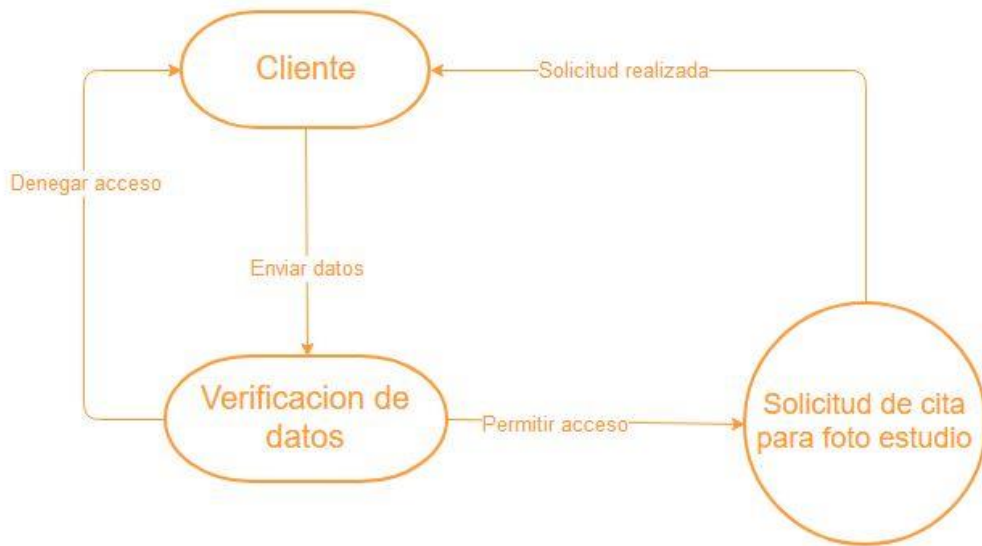 Cliente
Solicitud realizada
Denegar acceso
Enviar datos
Verificacion de
datos
Permitir acceso
Solicitud de cita
para foto estudio